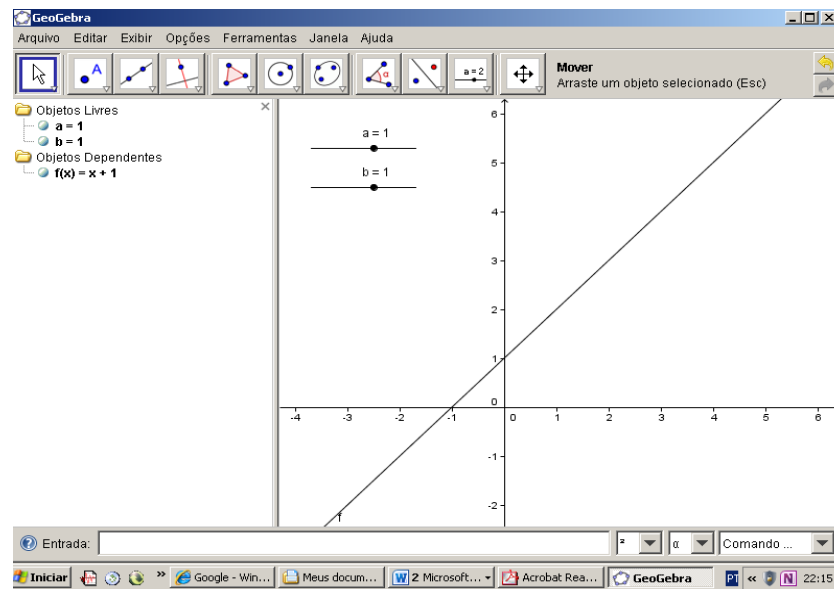 GeoGebra
Arquivo Editar Exibir Opções Ferramentas Janela Ajuda
A
α
a = 2
Mover
Arraste um objeto selecionado (Esc)
Objetos Livres
a = 1
b = 1
Objetos Dependentes
f(x) = x + 1
a = 1
b = 1
6
5
4
3
2
1
0
-1
-2
-4 -3 -2 -1 0 1 2 3 4 5 6
f
Entrada:
² α Comando ...
Iniciar » Google - Win... Meus docum... 2 Microsoft... Acrobat Rea... GeoGebra PT « N 22:15